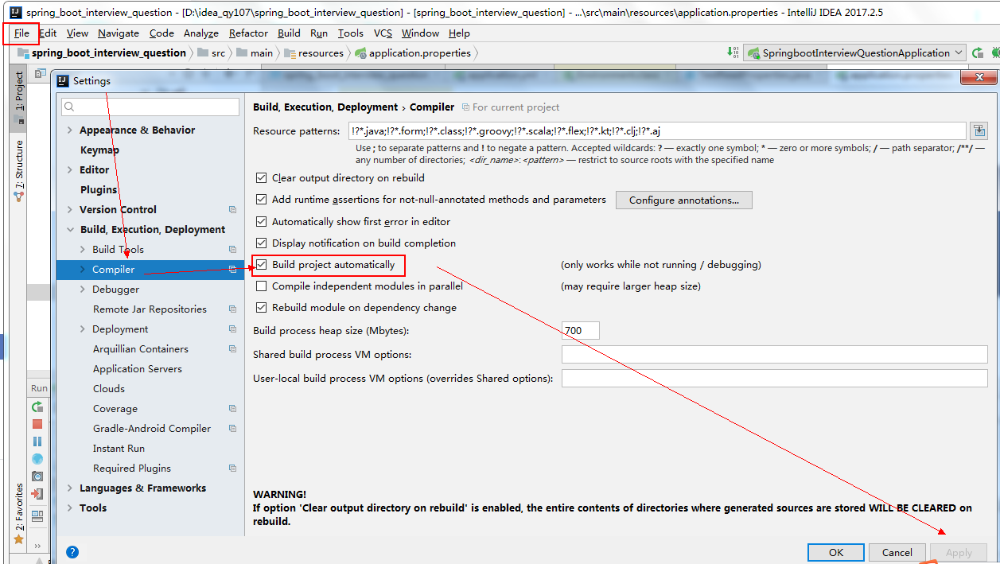 spring_boot_interview_question - [D:\idea_qy107\spring_boot_interview_question] - [spring_boot_interview_question] - ...\src\main\resources\application.properties - IntelliJ IDEA 2017.2.5
File Edit View Navigate Code Analyze Refactor Build Run Tools VCS Window Help
spring_boot_interview_question src main resources application.properties SpringbootInterviewQuestionApplication
1: Project
7: Structure
2: Favorites
Run
Settings
Appearance & Behavior
Keymap
Editor
Plugins
Version Control
Build, Execution, Deployment
Build Tools
Compiler
Debugger
Remote Jar Repositories
Deployment
Arquillian Containers
Application Servers
Clouds
Coverage
Gradle-Android Compiler
Instant Run
Required Plugins
Languages & Frameworks
Tools
Build, Execution, Deployment › Compiler For current project
Resource patterns: !?*.java;!?*.form;!?*.class;!?*.groovy;!?*.scala;!?*.flex;!?*.kt;!?*.clj;!?*.aj
Use ; to separate patterns and ! to negate a pattern. Accepted wildcards: ? — exactly one symbol; * — zero or more symbols; / — path separator; /**/ —
any number of directories; <dir_name>:<pattern> — restrict to source roots with the specified name
Clear output directory on rebuild
Add runtime assertions for not-null-annotated methods and parameters Configure annotations...
Automatically show first error in editor
Display notification on build completion
Build project automatically (only works while not running / debugging)
Compile independent modules in parallel (may require larger heap size)
Rebuild module on dependency change
Build process heap size (Mbytes): 700
Shared build process VM options:
User-local build process VM options (overrides Shared options):
WARNING!
If option 'Clear output directory on rebuild' is enabled, the entire contents of directories where generated sources are stored WILL BE CLEARED on
rebuild.
OK Cancel Apply